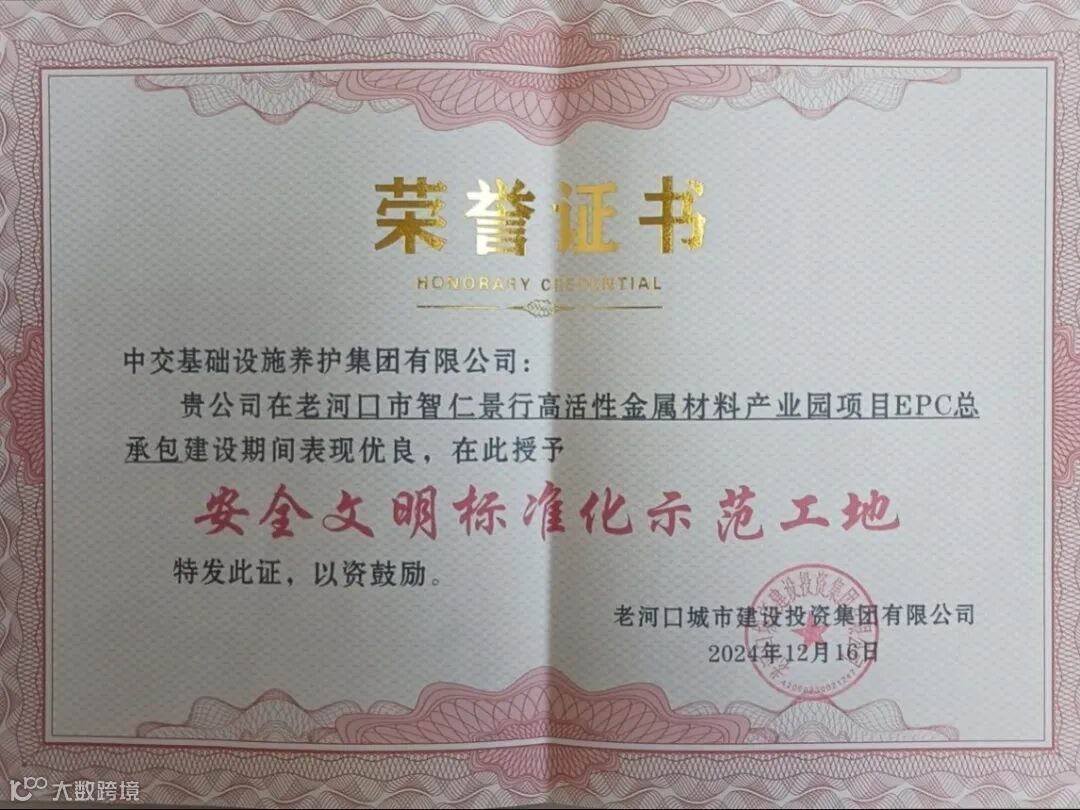 荣誉证书
HONORARY CREDENTIAL
中交基础设施养护集团有限公司：
贵公司在老河口市智仁景行高活性金属材料产业园项目EPC总
承包建设期间表现优良，在此授予
安全文明标准化示范工地
特发此证，以资鼓励。
老河口城市建设投资集团有限公司
2024年12月16日
大数跨境